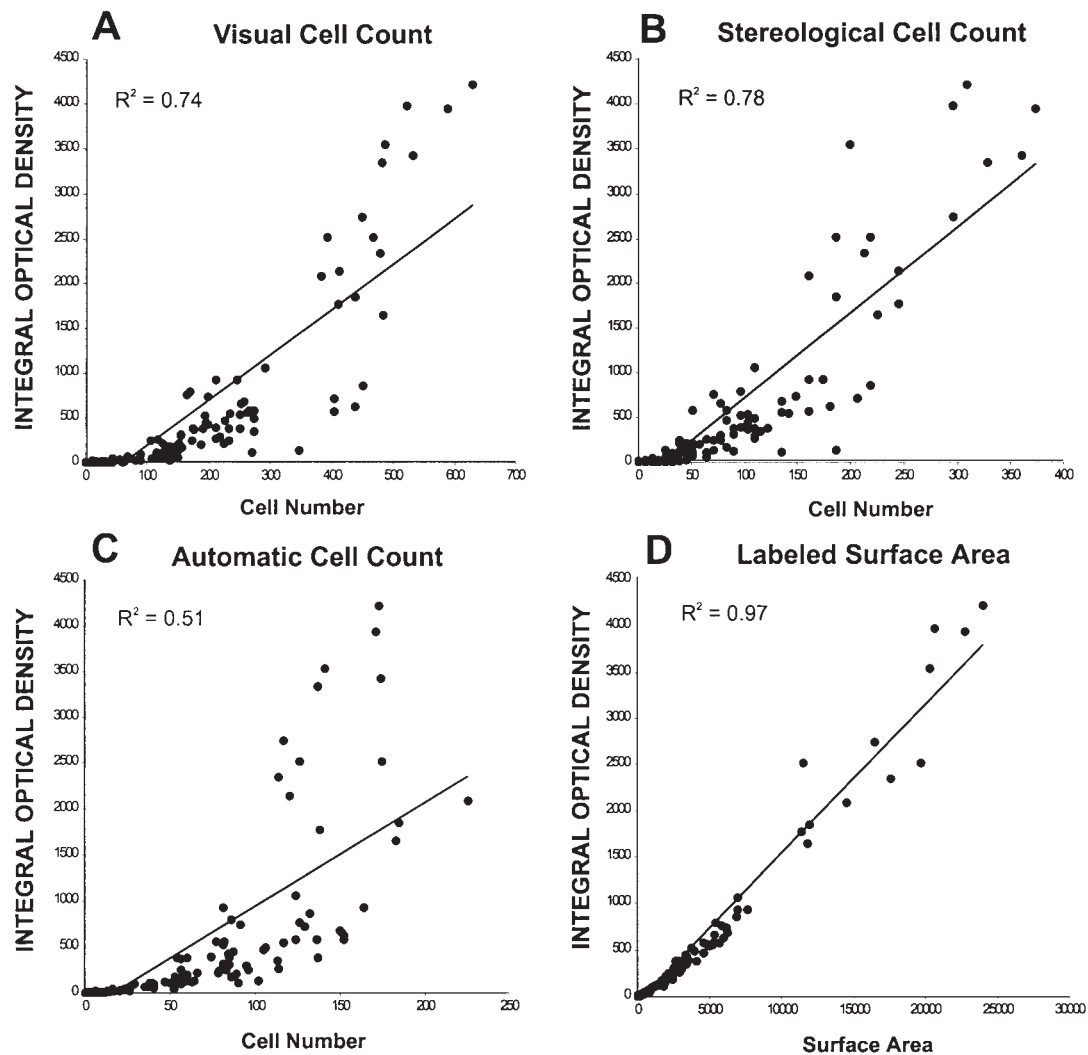 A
Visual Cell Count
R² = 0.74
INTEGRAL OPTICAL DENSITY
4500
4000
3500
3000
2500
2000
1500
1000
500
0
0 100 200 300 400 500 600 700
Cell Number
B
Stereological Cell Count
R² = 0.78
INTEGRAL OPTICAL DENSITY
4500
4000
3500
3000
2500
2000
1500
1000
500
0
0 50 100 150 200 250 300 350 400
Cell Number
C
Automatic Cell Count
R² = 0.51
INTEGRAL OPTICAL DENSITY
4500
4000
3500
3000
2500
2000
1500
1000
500
0
0 50 100 150 200 250
Cell Number
D
Labeled Surface Area
R² = 0.97
INTEGRAL OPTICAL DENSITY
4500
4000
3500
3000
2500
2000
1500
1000
500
0
0 5000 10000 15000 20000 25000 30000
Surface Area